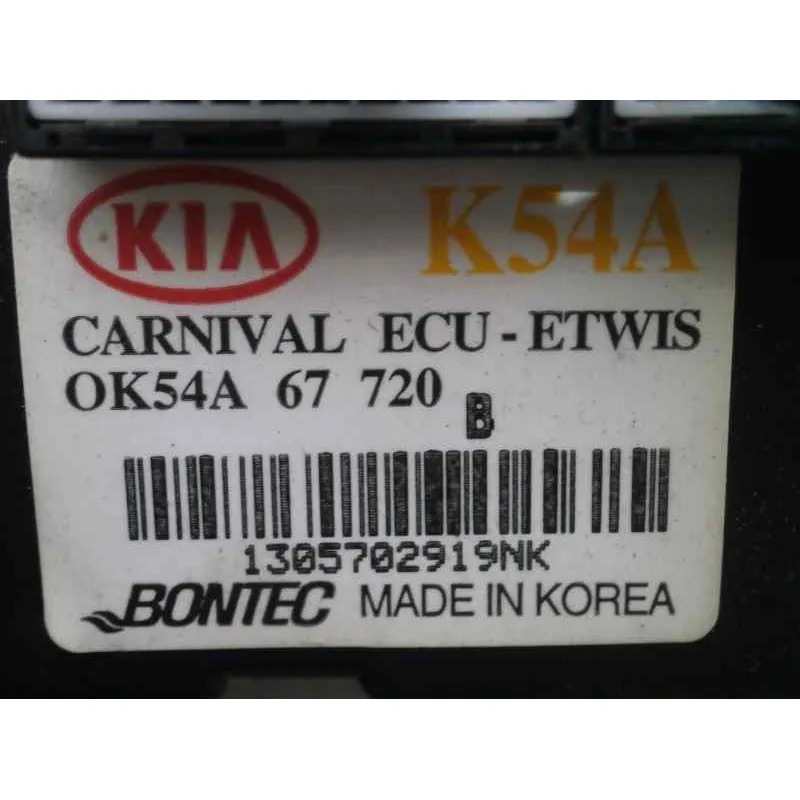 KIA K54A
CARNIVAL ECU - ETWIS
OK54A 67 720 B
1305702919NK
BONTEC MADE IN KOREA